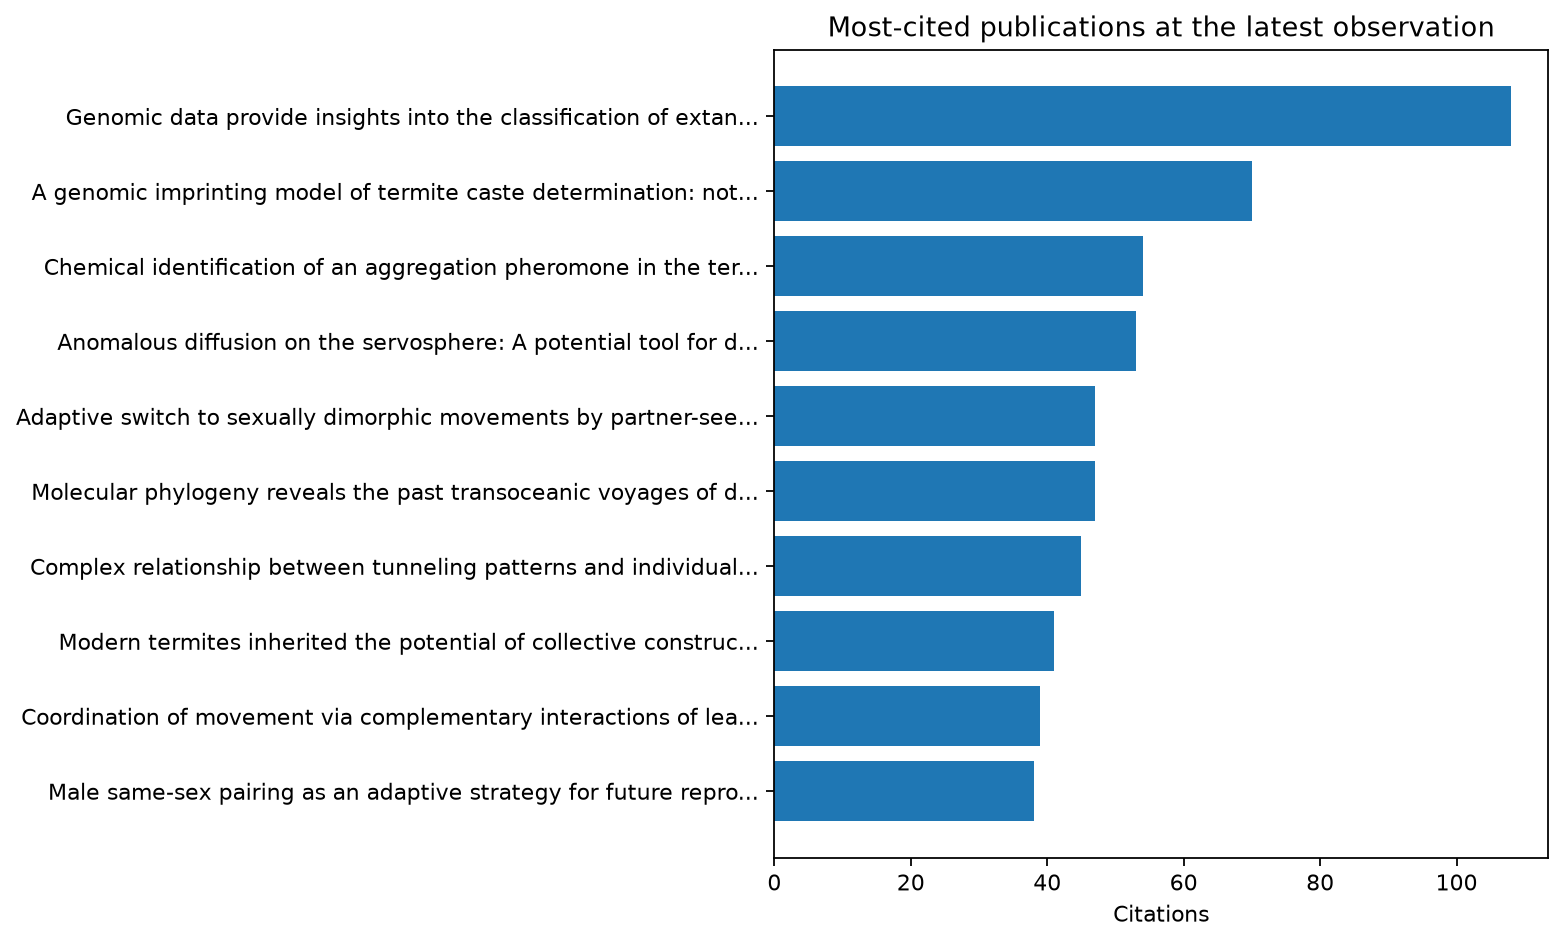 Most-cited publications at the latest observation
Genomic data provide insights into the classification of extan...
A genomic imprinting model of termite caste determination: not...
Chemical identification of an aggregation pheromone in the ter...
Anomalous diffusion on the servosphere: A potential tool for d...
Adaptive switch to sexually dimorphic movements by partner-see...
Molecular phylogeny reveals the past transoceanic voyages of d...
Complex relationship between tunneling patterns and individual...
Modern termites inherited the potential of collective construc...
Coordination of movement via complementary interactions of lea...
Male same-sex pairing as an adaptive strategy for future repro...
0 20 40 60 80 100
Citations